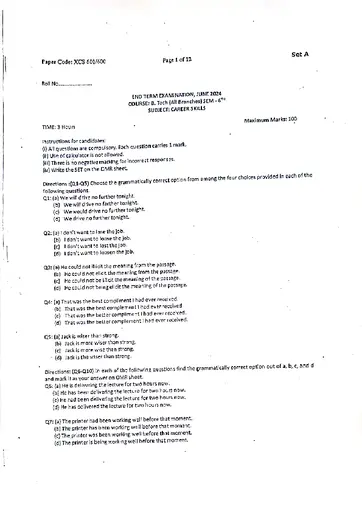 Set A
Paper Code: XCS 601/600
Page 1 of 13
Roll No
END TERM EXAMINATION, JUNE 2024
COURSE: B. Tech (All Branches) SEM - 6TH
SUBJECT: CAREER SKILLS
Maximum Marks: 100
TIME: 3 Hour
Instructions for candidates:
(i) All questions are compulsory. Each question carries 1 mark.
(ii) Use of calculator is not allowed.
(iii) There is no negative marking for incorrect responses.
(iv) Write the SET on the OMR sheet.
Directions (Q1-Q5) Choose the grammatically correct option from among the four choices provided in each of the
following questions.
Q1: (a) We will drive no further tonight.
(b) We will drive no farther tonight.
(c) We would drive no further tonight.
(d) We drive no further tonight.
Q2: (a) I don't want to lose the job.
(b) I don't want to loose the job.
(c) I don't want to lost the job.
(d) I don't want to loosen the job.
Q3: (a) He could not illicit the meaning from the passage.
(b) He could not elicit the meaning from the passage.
(c) He could not be illicit the meaning of the passage.
(d) He could not being elicit the meaning of the passage.
Q4: (a) That was the best compliment I had ever received.
(b) That was the best complement I had ever received
(c) That was the better compliment I had ever received.
(d) That was the best compliment I had over received.
Q5: (a) Jack is wiser than strong.
(b) Jack is more wiser than strong.
(c) Jack is more wise than strong.
(d) Jack is the wiser than strong.
Directions: (Q6-Q10) In each of the following questions find the grammatically correct option out of a, b, c, and d
and mark it as your answer on OMR sheet.
Q6: (a) He is delivering the lecture for two hours now.
(b) He has been delivering the lecture for two hours now.
(c) He had been delivering the lecture for two hours now.
(d) He has delivered the lecture for two hours now.
Q7: (a) The printer had been working well before that moment.
(b) The printer has been working well before that moment.
(c) The printer was been working well before that moment.
(d) The printer is being working well before that moment.